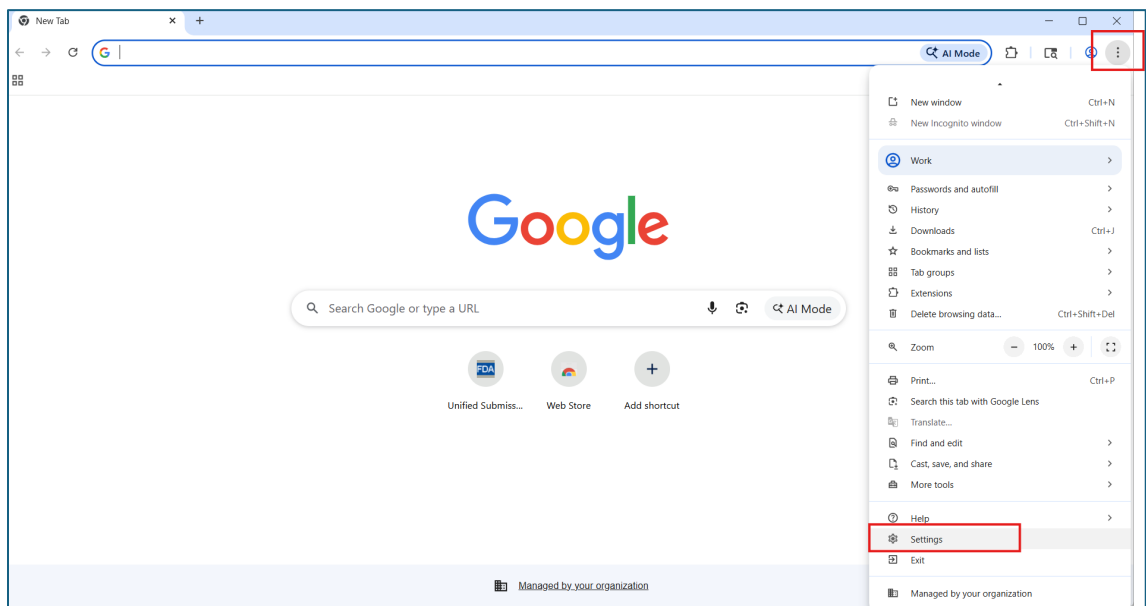 New Tab
AI Mode
New window Ctrl+N
New Incognito window Ctrl+Shift+N
Work
Passwords and autofill
History
Downloads Ctrl+J
Bookmarks and lists
Tab groups
Extensions
Delete browsing data... Ctrl+Shift+Del
Zoom 100%
Print... Ctrl+P
Search this tab with Google Lens
Translate...
Find and edit
Cast, save, and share
More tools
Help
Settings
Exit
Managed by your organization
Google
Search Google or type a URL AI Mode
FDA
Unified Submiss... Web Store Add shortcut
Managed by your organization